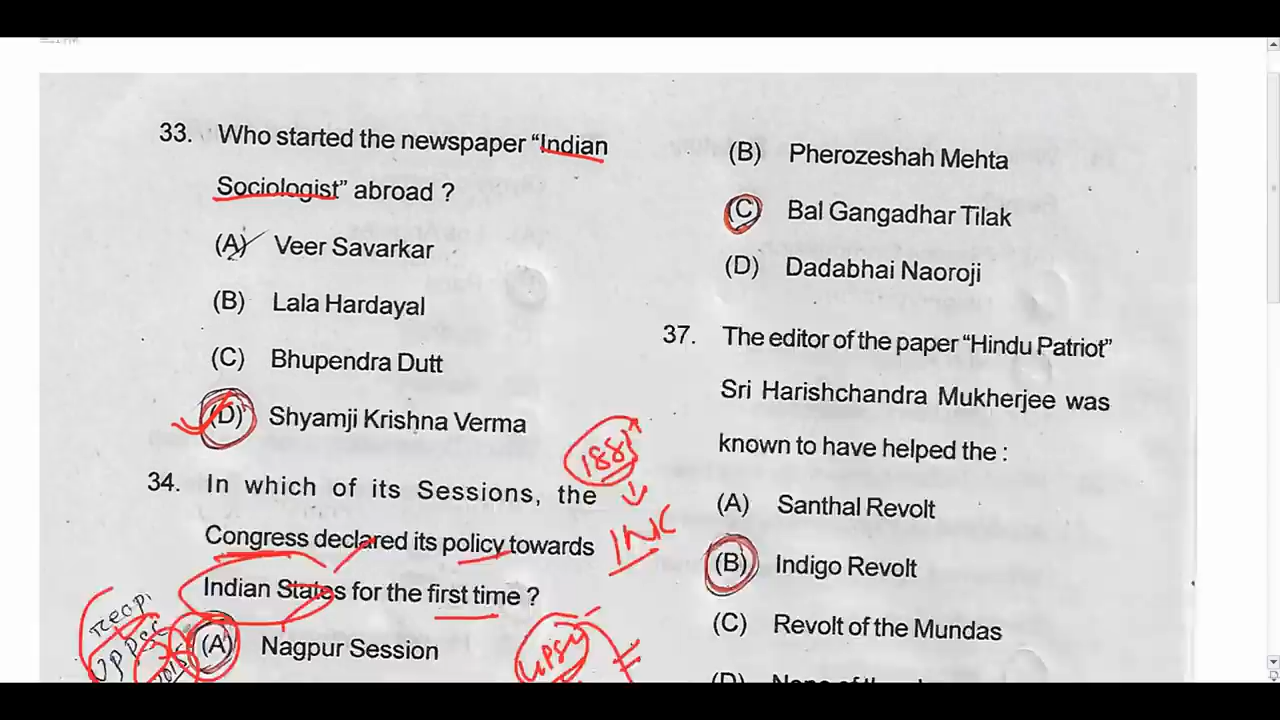 33. Who started the newspaper “Indian
Sociologist” abroad ?
(A) Veer Savarkar
(B) Lala Hardayal
(C) Bhupendra Dutt
(D) Shyamji Krishna Verma
34. In which of its Sessions, the
Congress declared its policy towards
Indian States for the first time ?
(A) Nagpur Session
1885
INC
UPPSC
2015
UPSC
(B) Pherozeshah Mehta
(C) Bal Gangadhar Tilak
(D) Dadabhai Naoroji
37. The editor of the paper “Hindu Patriot”
Sri Harishchandra Mukherjee was
known to have helped the :
(A) Santhal Revolt
(B) Indigo Revolt
(C) Revolt of the Mundas
(D)